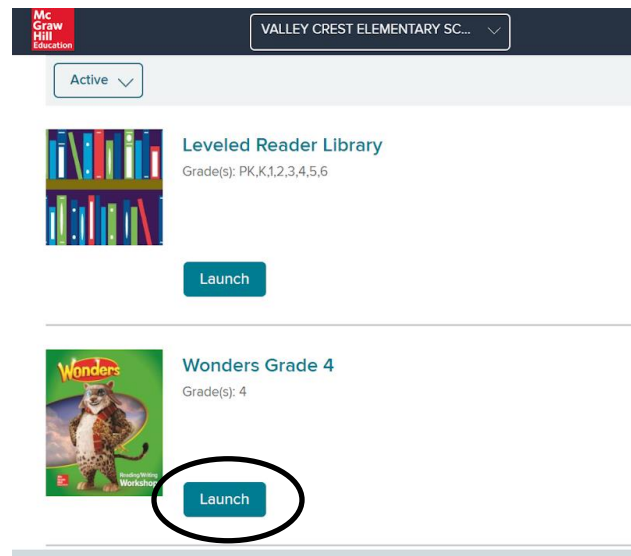 Mc
Graw
Hill
Education
VALLEY CREST ELEMENTARY SC...
Active
Leveled Reader Library
Grade(s): PK,K,1,2,3,4,5,6
Launch
Wonders
Wonders Grade 4
Grade(s): 4
Reading/Writing
Workshop
Launch